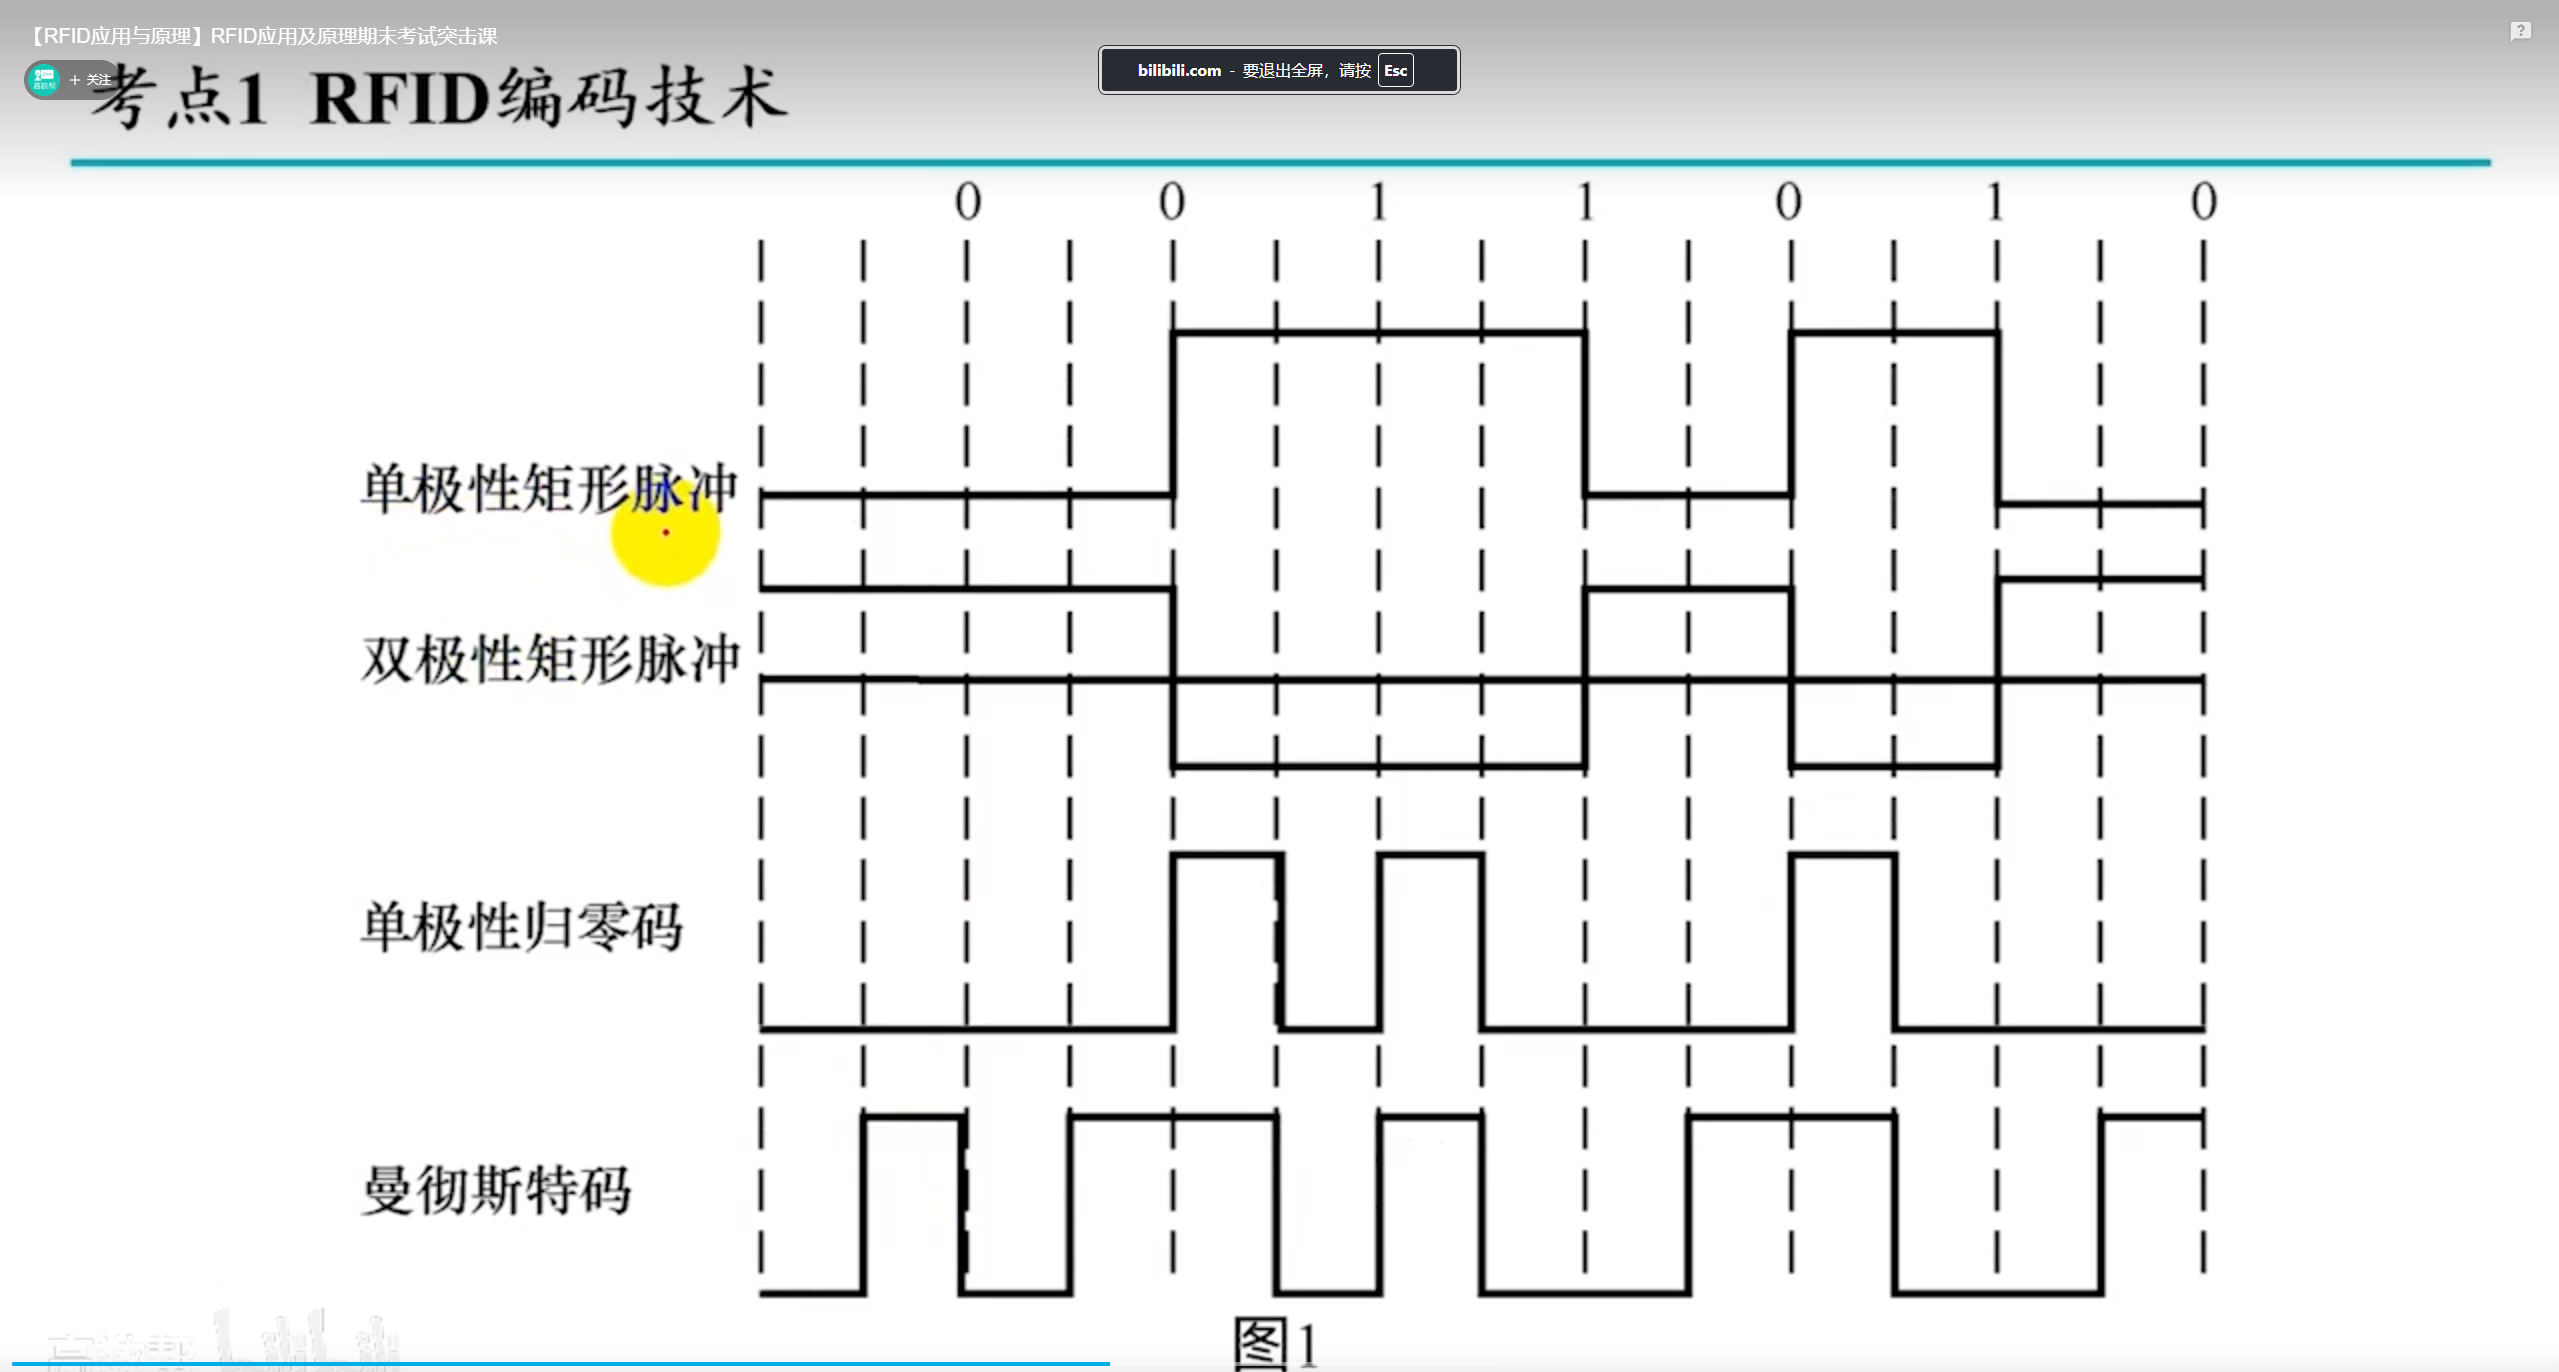 【RFID应用与原理】RFID应用及原理期末考试突击课
+ 关注
bilibili.com - 要退出全屏，请按 Esc
考点1 RFID编码技术
0 0 1 1 0 1 0
单极性矩形脉冲
双极性矩形脉冲
单极性归零码
曼彻斯特码
图1